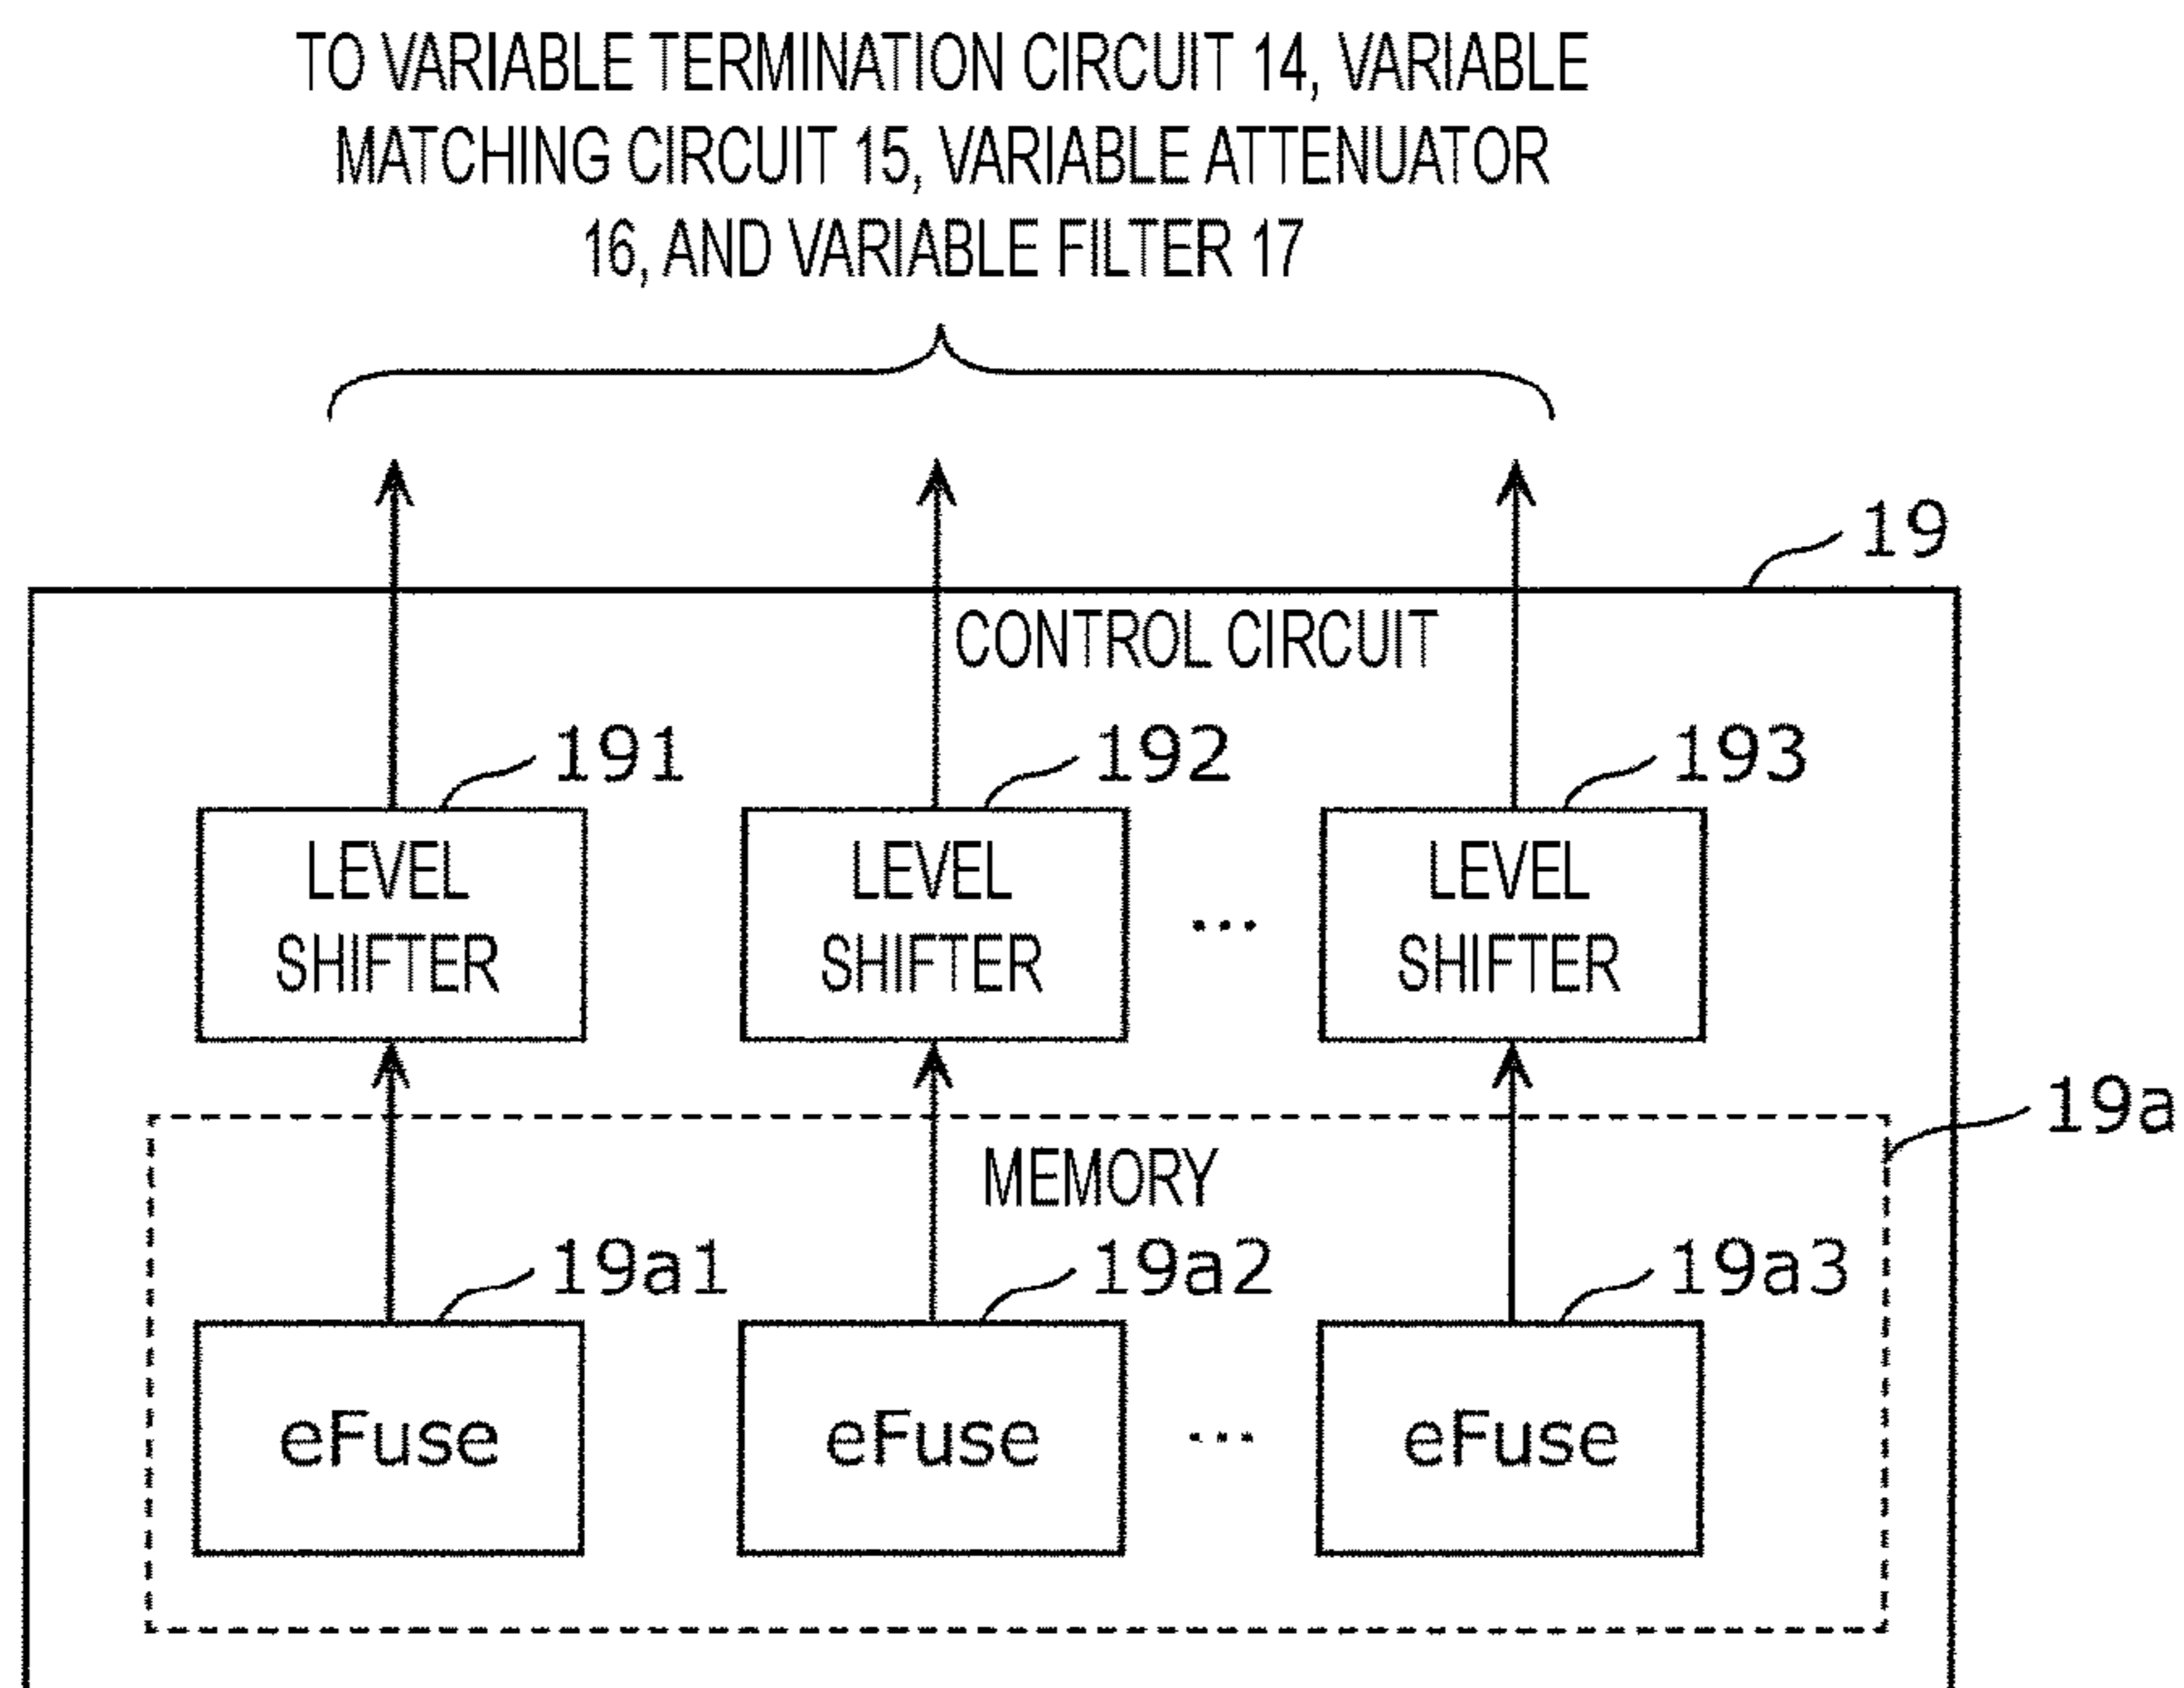 TO VARIABLE TERMINATION CIRCUIT 14, VARIABLE
MATCHING CIRCUIT 15, VARIABLE ATTENUATOR
16, AND VARIABLE FILTER 17
19
CONTROL CIRCUIT
191
192
193
LEVEL
SHIFTER
LEVEL
SHIFTER
...
LEVEL
SHIFTER
19a
MEMORY
19a1
19a2
19a3
eFuse
eFuse
...
eFuse